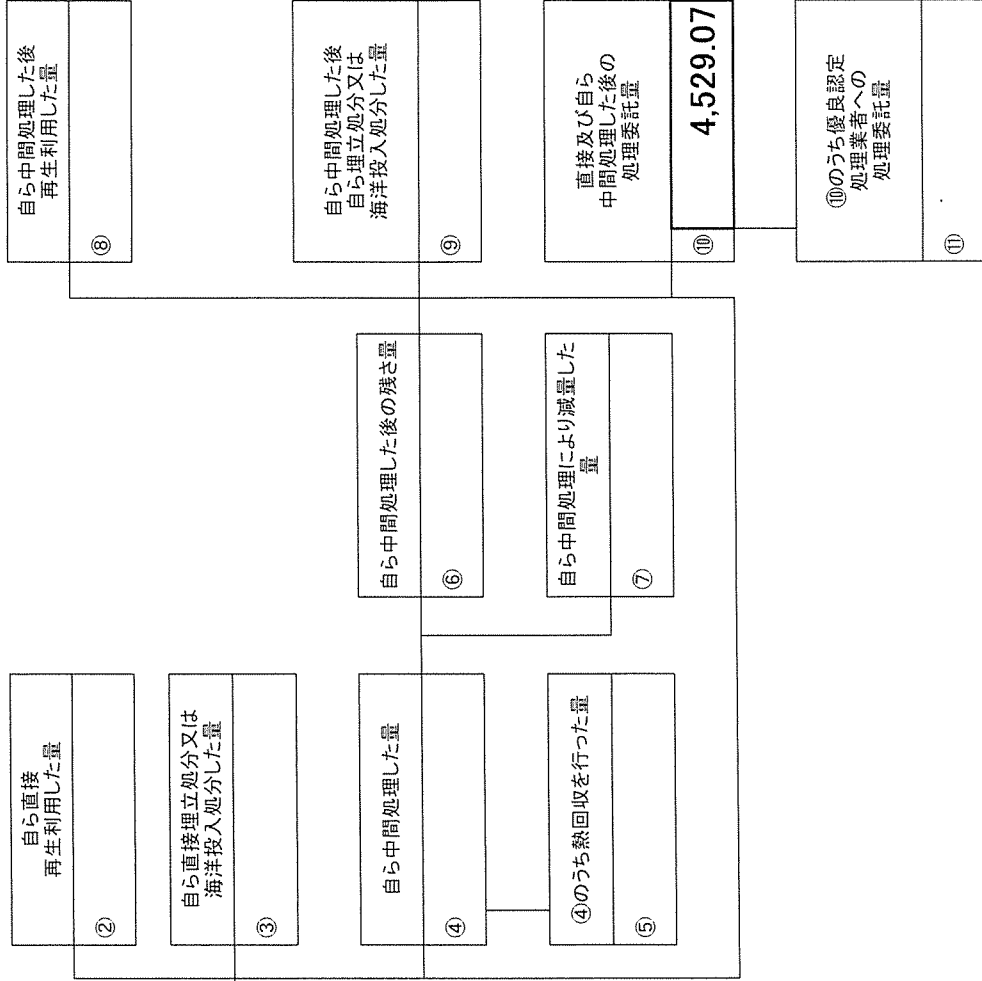 自ら直接
再生利用した量
②
自ら直接埋立処分又は
海洋投入処分した量
③
自ら中間処理した量
④
④のうち熱回収を行った量
⑤
自ら中間処理した後の残さ量
⑥
自ら中間処理により減量した
量
⑦
自ら中間処理した後
再生利用した量
⑧
自ら中間処理した後
自ら埋立処分又は
海洋投入処分した量
⑨
直接及び自ら
中間処理した後の
処理委託量
⑩
4,529.07
⑩のうち優良認定
処理業者への
処理委託量
⑪